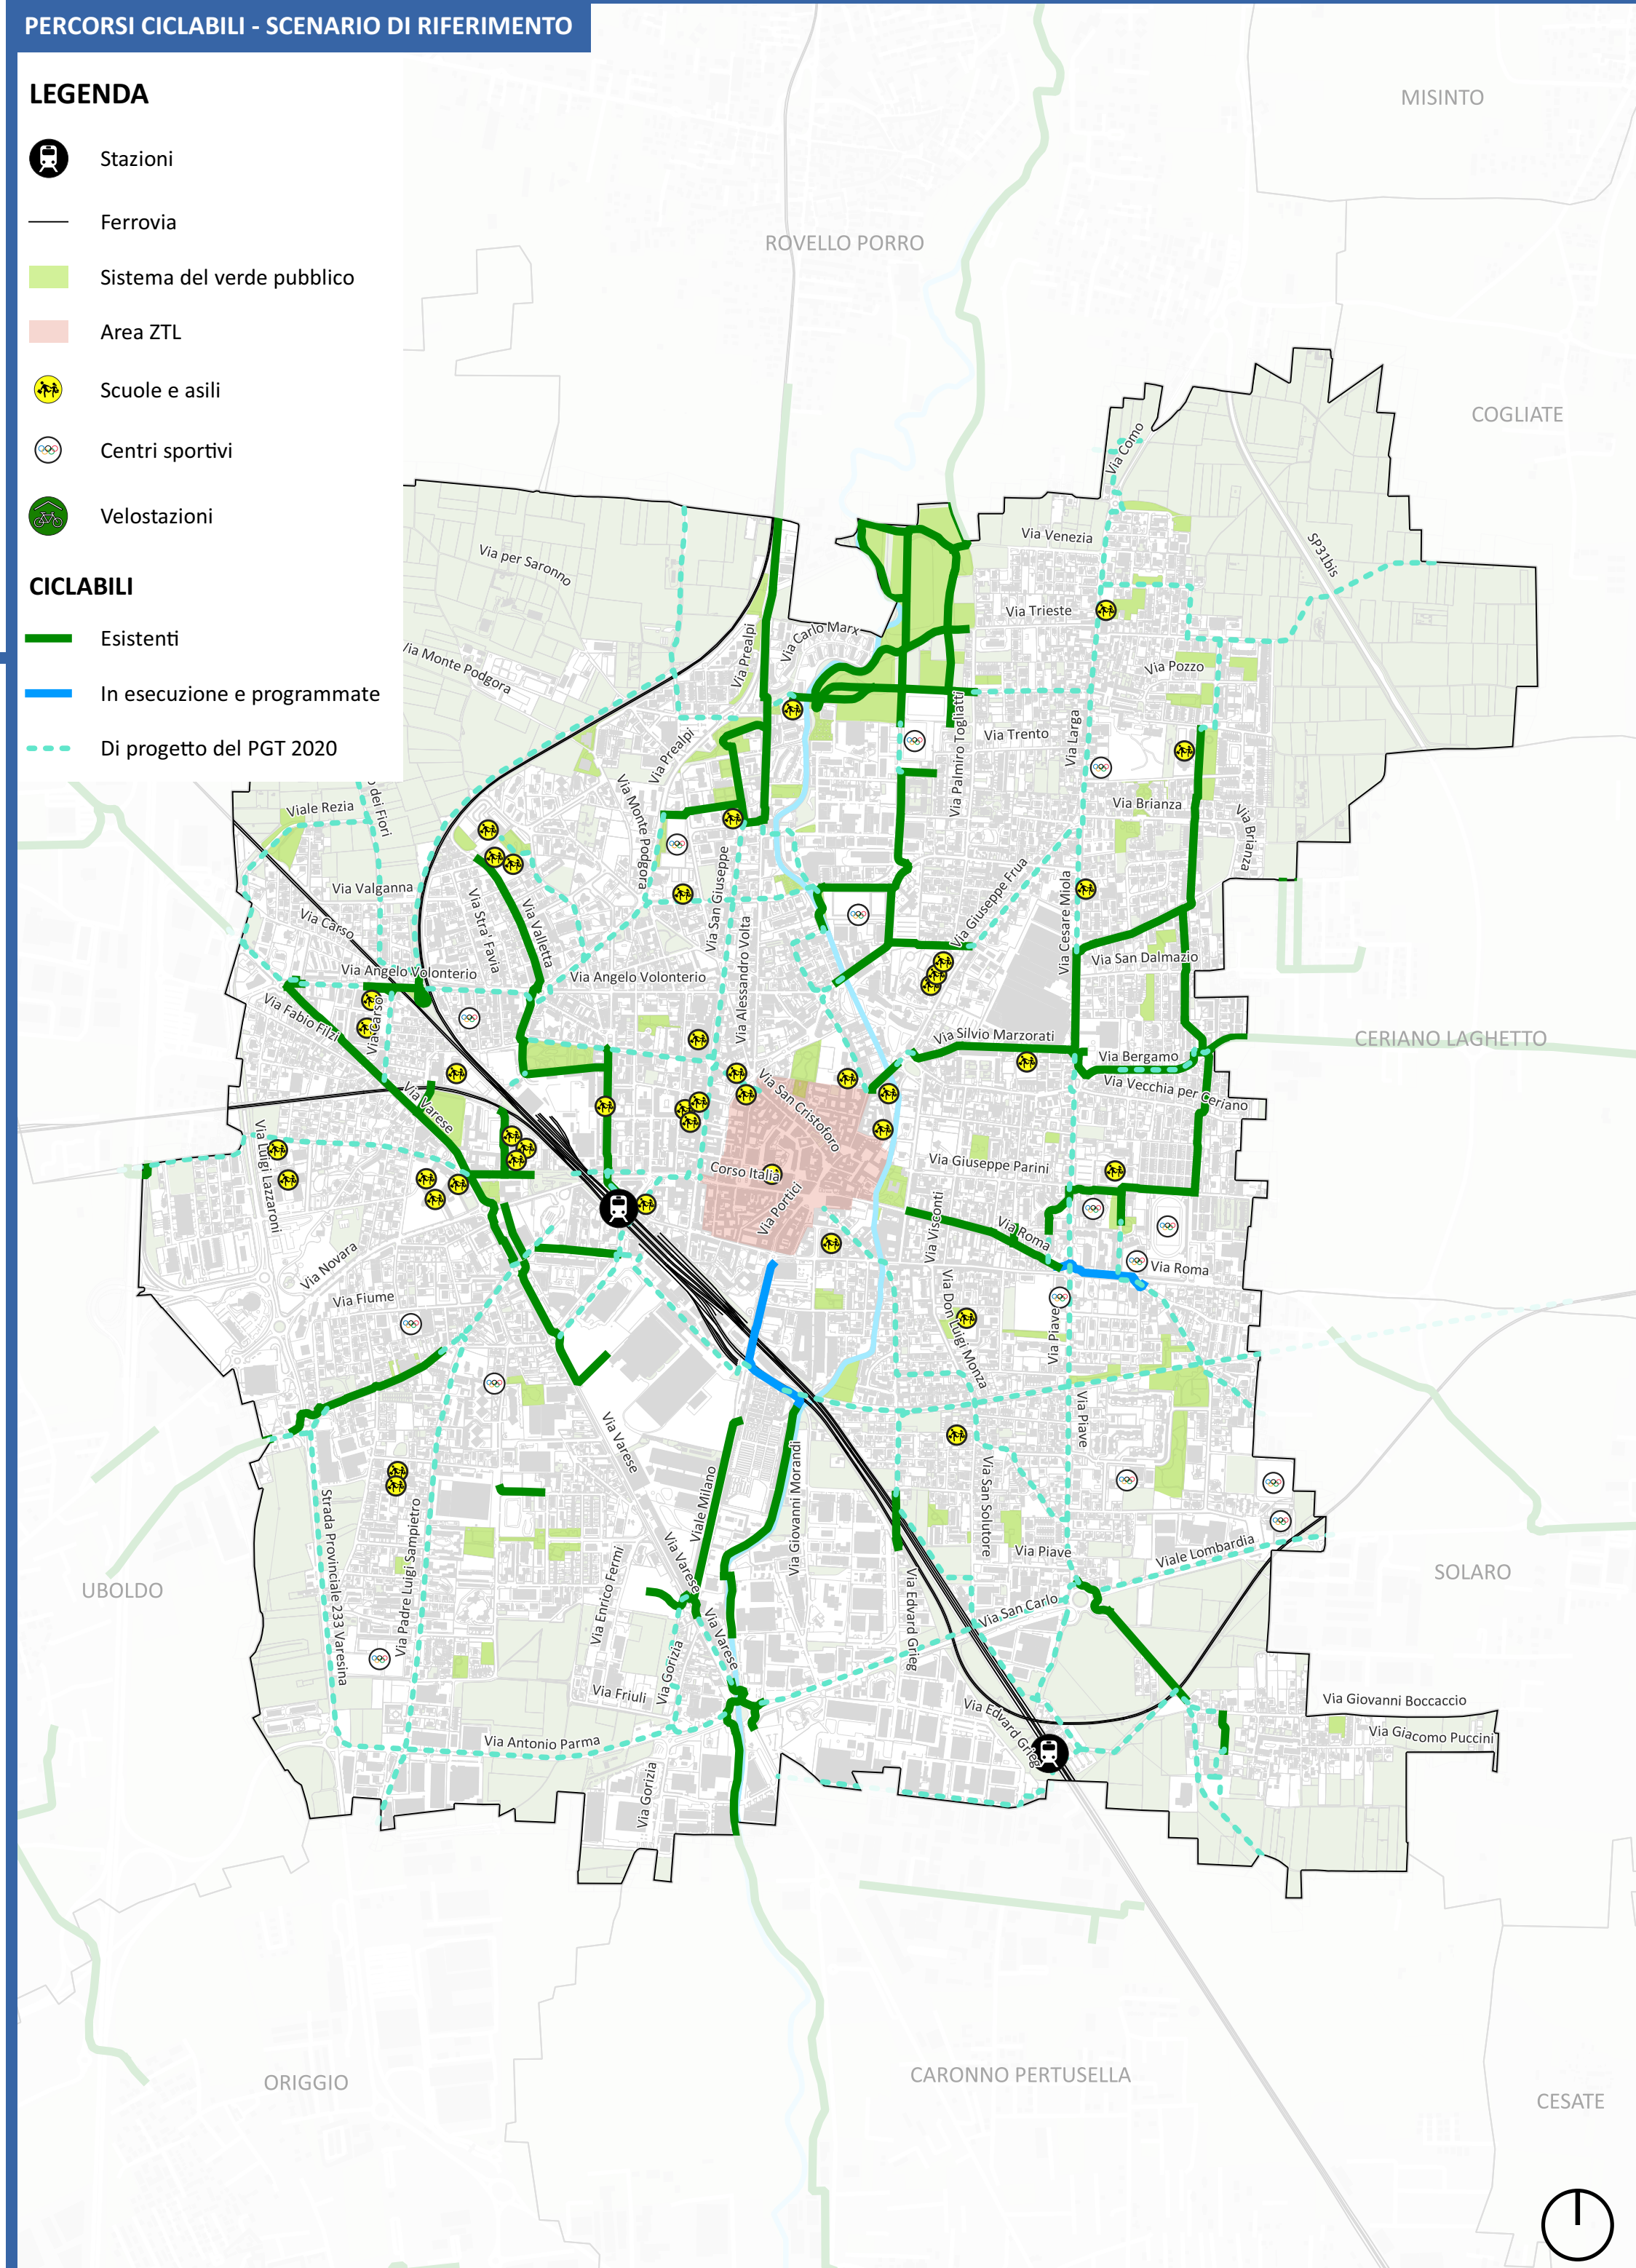 PERCORSI CICLABILI - SCENARIO DI RIFERIMENTO
LEGENDA
Stazioni
Ferrovia
Sistema del verde pubblico
Area ZTL
Scuole e asili
Centri sportivi
Velostazioni
CICLABILI
Esistenti
In esecuzione e programmate
Di progetto del PGT 2020
MISINTO
ROVELLO PORRO
COGLIATE
Via Como
Via Venezia
SP31bis
Via per Saronno
Via Trieste
Via Carlo Marx
Via Prealpi
Via Monte Podgora
Via Pozzo
Via Palmiro Togliatti
Via Trento
Via Larga
Via Prealpi
Via Monte Podgora
Via Brianza
Via Brianza
Viale Rezia
dei Fiori
Via Valganna
Via Carso
Via Stra' Favia
Via Valletta
Via San Giuseppe
Via Alessandro Volta
Via Giuseppe Frua
Via Cesare Miola
Via San Dalmazio
Via Angelo Volonterio
Via Angelo Volonterio
Via Fabio Filzi
Via Carso
Via Silvio Marzorati
Via Bergamo
Via Vecchia per Ceriano
CERIANO LAGHETTO
Via Varese
Via San Cristoforo
Via Luigi Lazzaroni
Corso Italia
Via Portici
Via Giuseppe Parini
Via Visconti
Via Roma
Via Roma
Via Novara
Via Fiume
Via Don Luigi Monza
Via Piave
Via Piave
Via Varese
Viale Milano
Via Giovanni Morandi
Via San Solutore
Strada Provinciale 233 Varesina
Via Padre Luigi Sampietro
Via Varese
Via Enrico Fermi
Via Piave
Viale Lombardia
UBOLDO
SOLARO
Via Edvard Grieg
Via San Carlo
Via Varese
Via Gorizia
Via Friuli
Via Antonio Parma
Via Edvard Grieg
Via Giovanni Boccaccio
Via Giacomo Puccini
Via Gorizia
ORIGGIO
CARONNO PERTUSELLA
CESATE